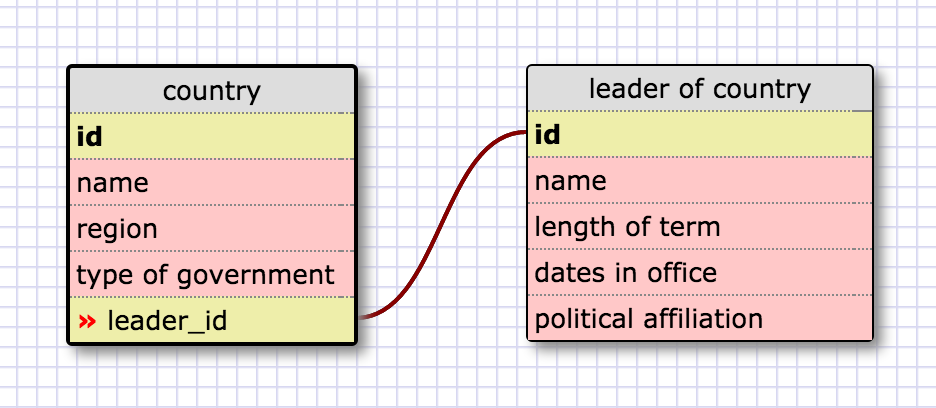 country
id
name
region
type of government
» leader_id
leader of country
id
name
length of term
dates in office
political affiliation